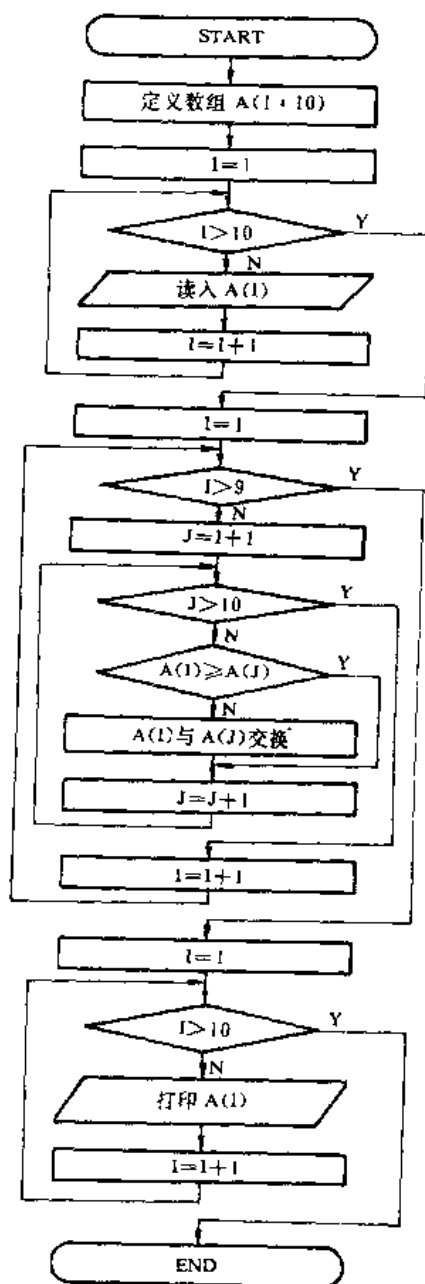 START
定义数组 A(1:10)
I=1
I>10
Y
N
读入 A(I)
I=I+1
I=1
I>9
Y
N
J=I+1
J>10
Y
N
A(I)≥A(J)
Y
N
A(I)与 A(J)交换
J=J+1
I=I+1
I=1
I>10
Y
N
打印 A(I)
I=I+1
END